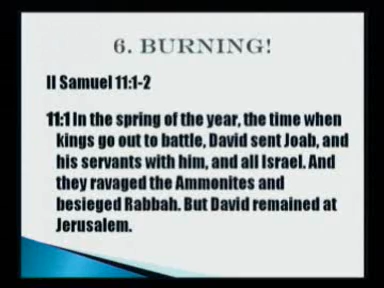 6. BURNING!
II Samuel 11:1-2
11:1 In the spring of the year, the time when
kings go out to battle, David sent Joab, and
his servants with him, and all Israel. And
they ravaged the Ammonites and
besieged Rabbah. But David remained at
Jerusalem.